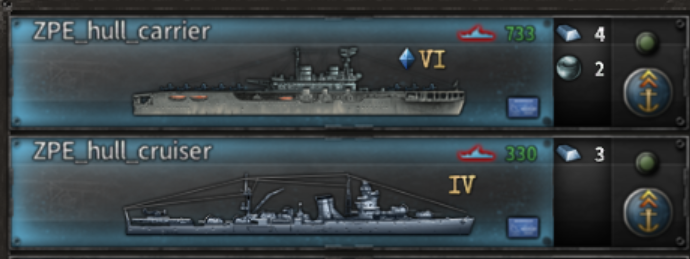 ZPE_hull_carrier 733 4
VI 2
ZPE_hull_cruiser 330 3
IV